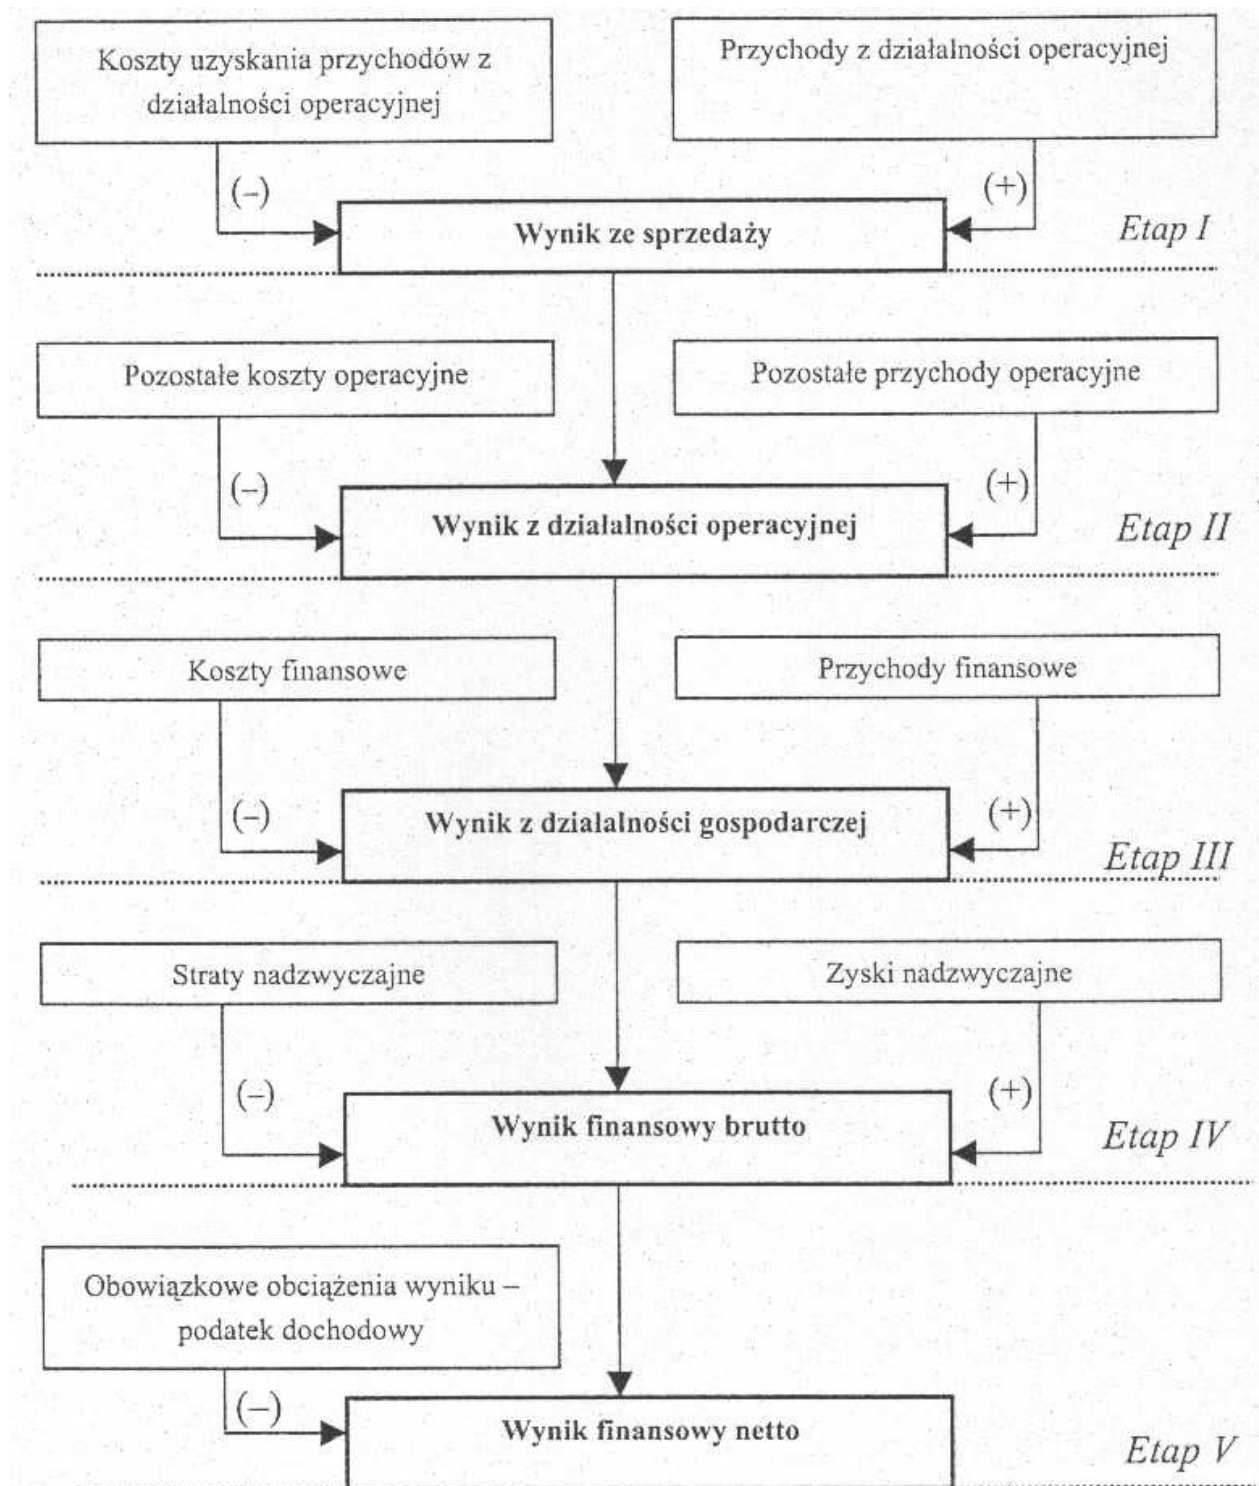 Koszty uzyskania przychodów z
działalności operacyjnej
Przychody z działalności operacyjnej
(–)
(+)
Wynik ze sprzedaży
Etap I
Pozostałe koszty operacyjne
Pozostałe przychody operacyjne
(–)
(+)
Wynik z działalności operacyjnej
Etap II
Koszty finansowe
Przychody finansowe
(–)
(+)
Wynik z działalności gospodarczej
Etap III
Straty nadzwyczajne
Zyski nadzwyczajne
(–)
(+)
Wynik finansowy brutto
Etap IV
Obowiązkowe obciążenia wyniku –
podatek dochodowy
(–)
Wynik finansowy netto
Etap V